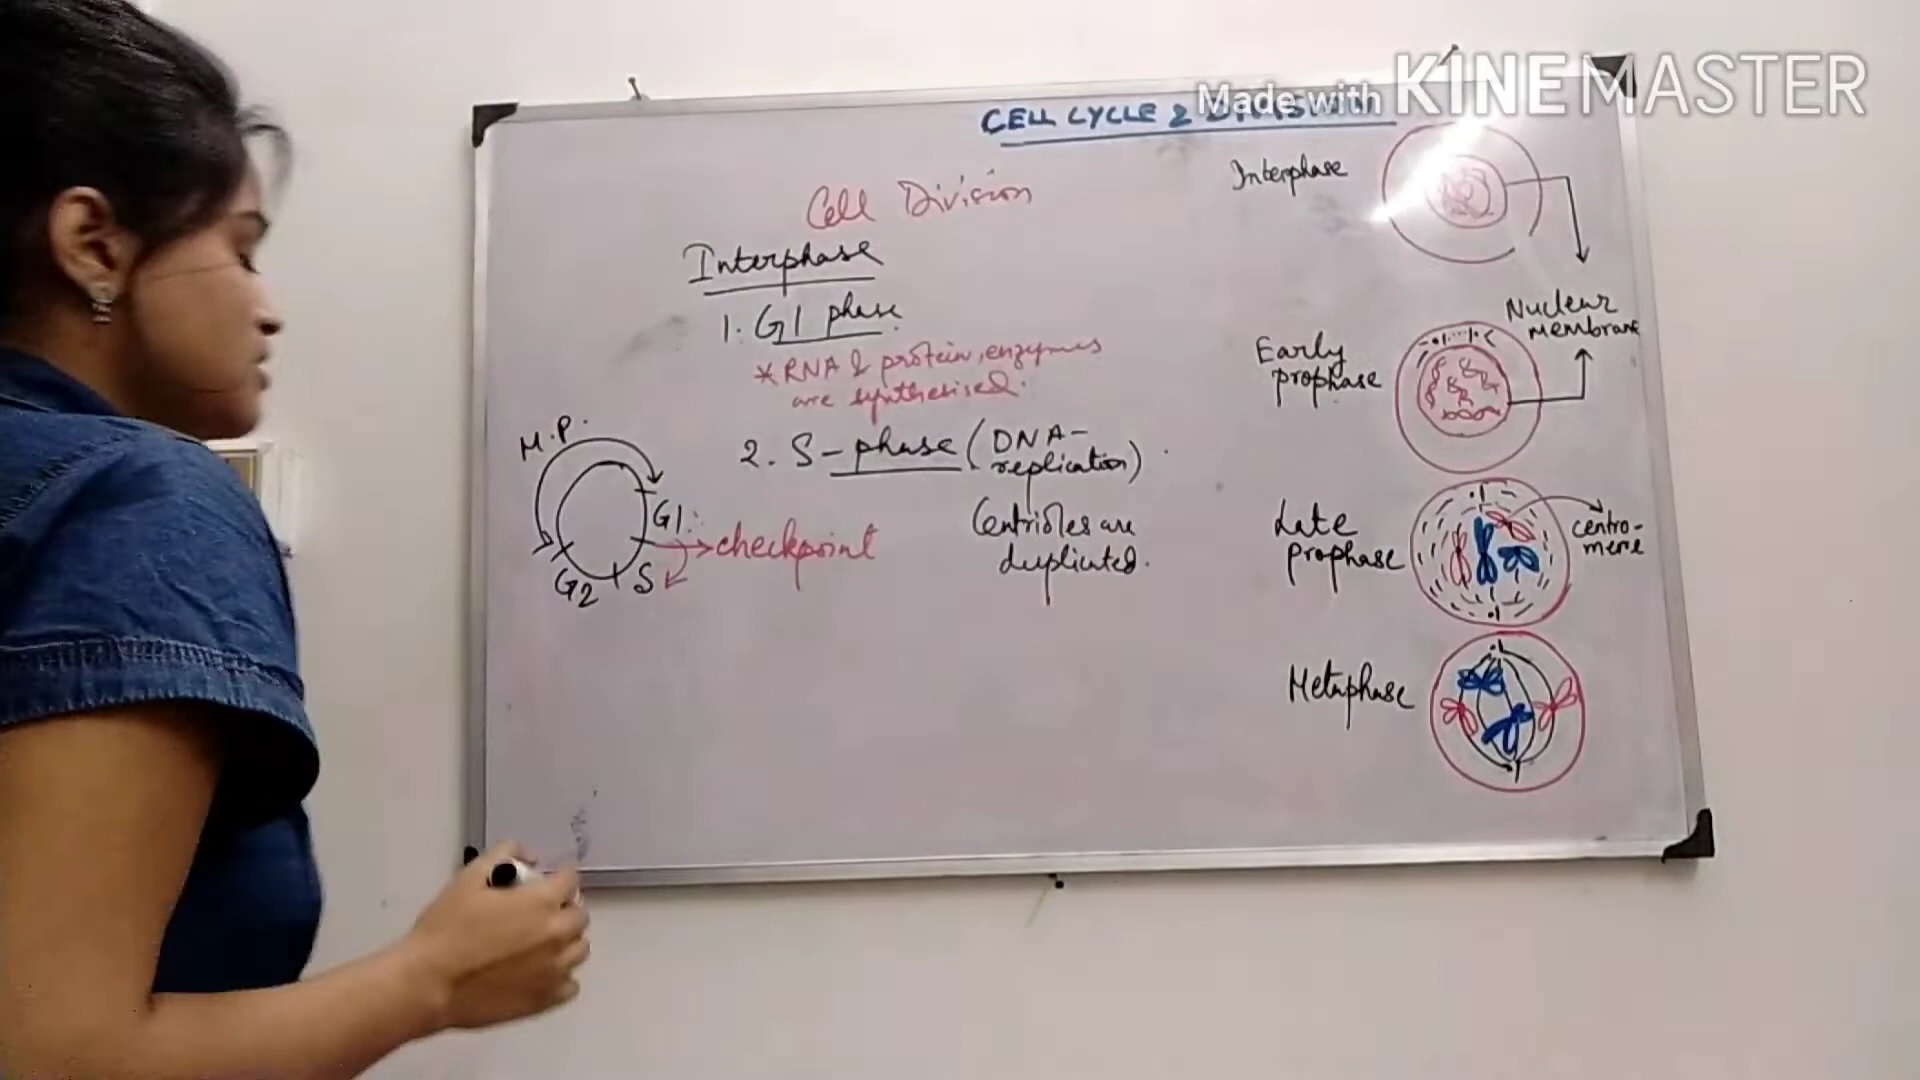 Made with KINEMASTER
CELL CYCLE & DIVISION
Cell Division
Interphase
1. G1 phase
* RNA & protein, enzymes
are synthesised.
2. S-phase (DNA-
replication)
Centrioles are
duplicated.
M.P.
G1
S
G2
checkpoint
Interphase
Nuclear
membrane
Early
prophase
Late
prophase
centro-
mere
Metaphase